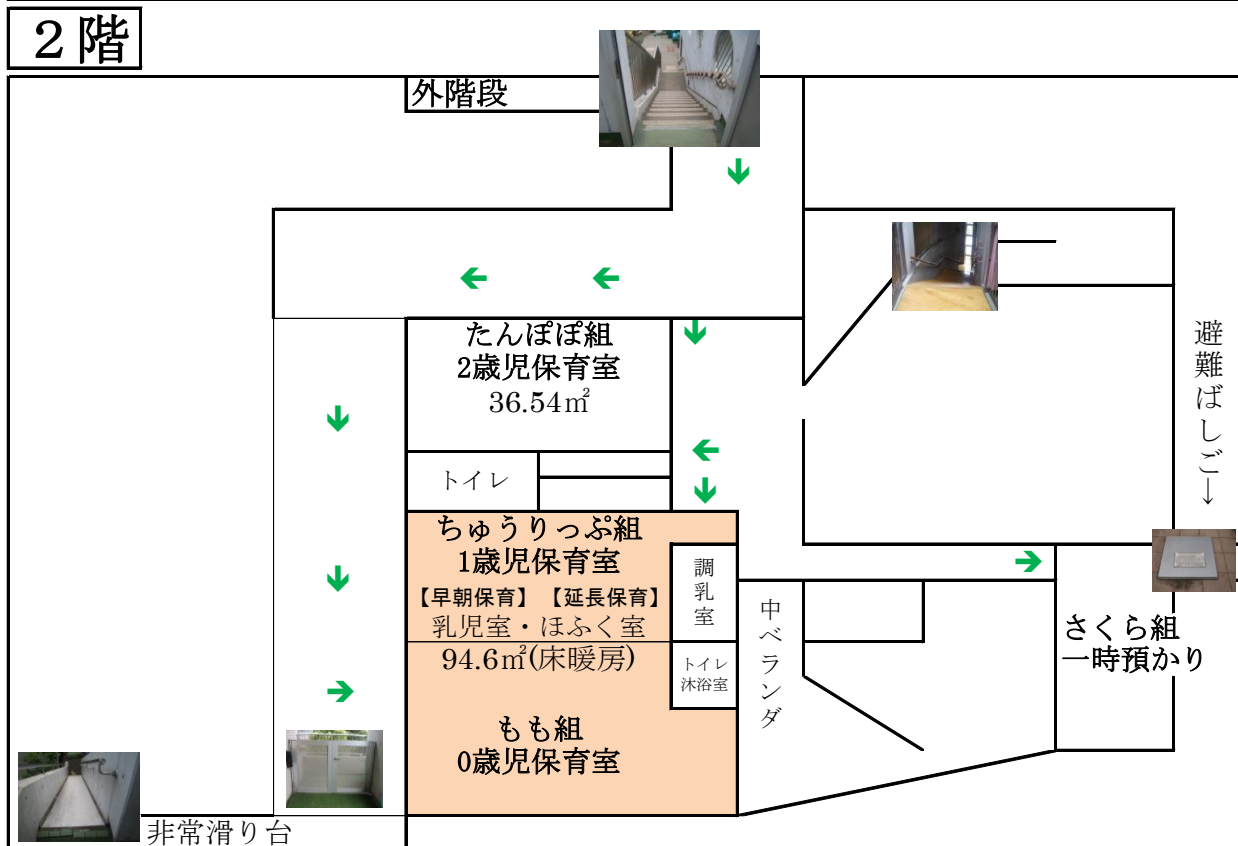 ２階
外階段
たんぽぽ組
2歳児保育室
36.54㎡
トイレ
ちゅうりっぷ組
1歳児保育室
【早朝保育】【延長保育】
乳児室・ほふく室
94.6㎡(床暖房)
調乳室
トイレ
沐浴室
もも組
0歳児保育室
中ベランダ
避難ばしご→
さくら組
一時預かり
非常滑り台